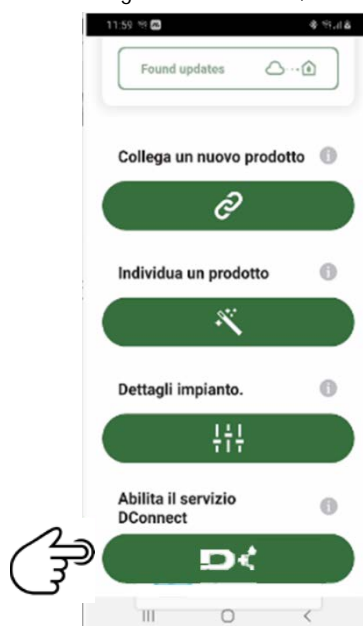 11:59
Found updates
Collega un nuovo prodotto
Individua un prodotto
Dettagli impianto.
Abilita il servizio
DConnect